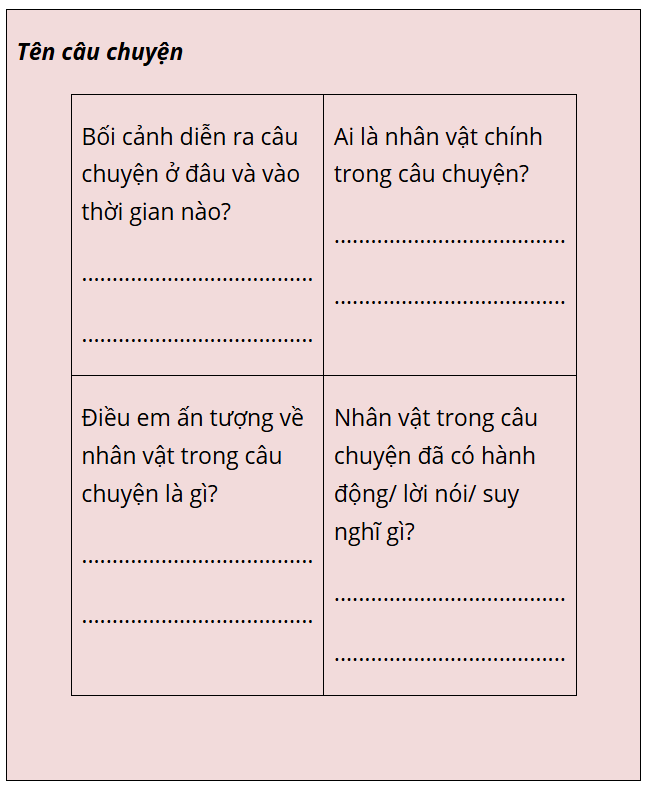 Tên câu chuyện
Bối cảnh diễn ra câu
chuyện ở đâu và vào
thời gian nào?
......................................
......................................
Ai là nhân vật chính
trong câu chuyện?
......................................
......................................
Điều em ấn tượng về
nhân vật trong câu
chuyện là gì?
......................................
......................................
Nhân vật trong câu
chuyện đã có hành
động/ lời nói/ suy
nghĩ gì?
......................................
......................................